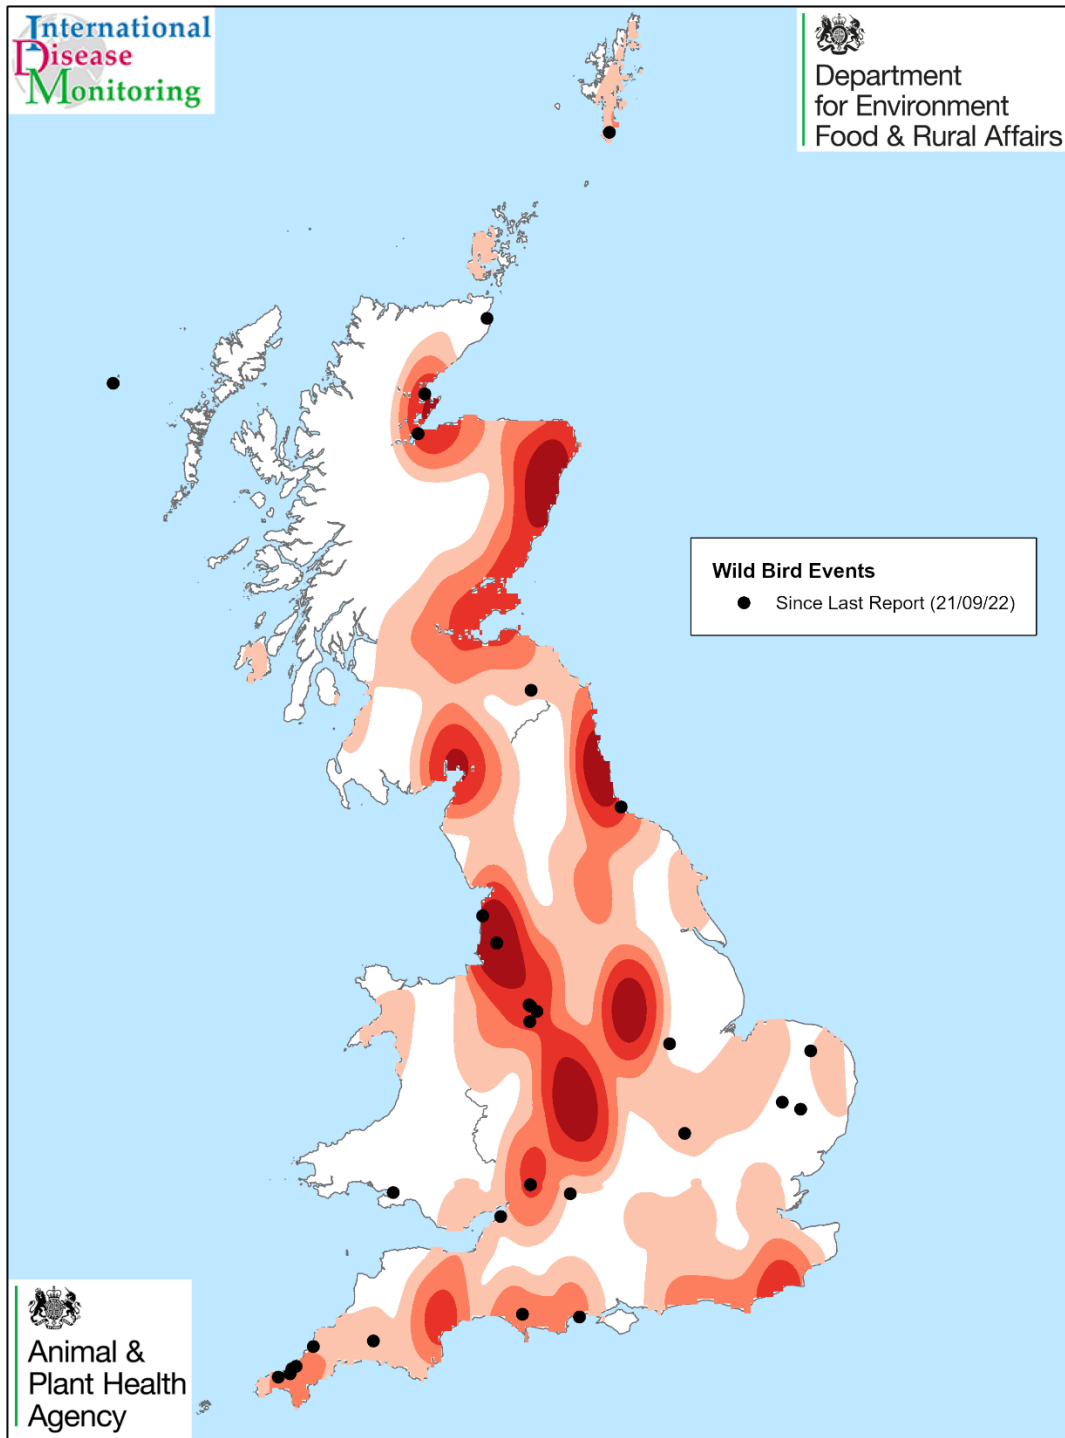 International
Disease
Monitoring
Department
for Environment
Food & Rural Affairs
Wild Bird Events
Since Last Report (21/09/22)
Animal &
Plant Health
Agency